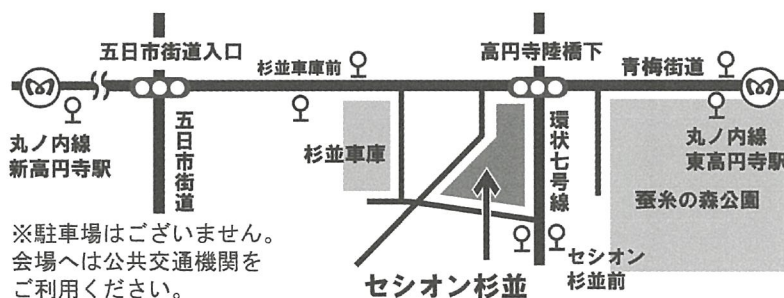 五日市街道入口
高円寺陸橋下
杉並車庫前
青梅街道
丸ノ内線
新高円寺駅
五日市街道
杉並車庫
環状七号線
丸ノ内線
東高円寺駅
蚕糸の森公園
※駐車場はございません。
会場へは公共交通機関を
ご利用ください。
セシオン杉並
セシオン
杉並前